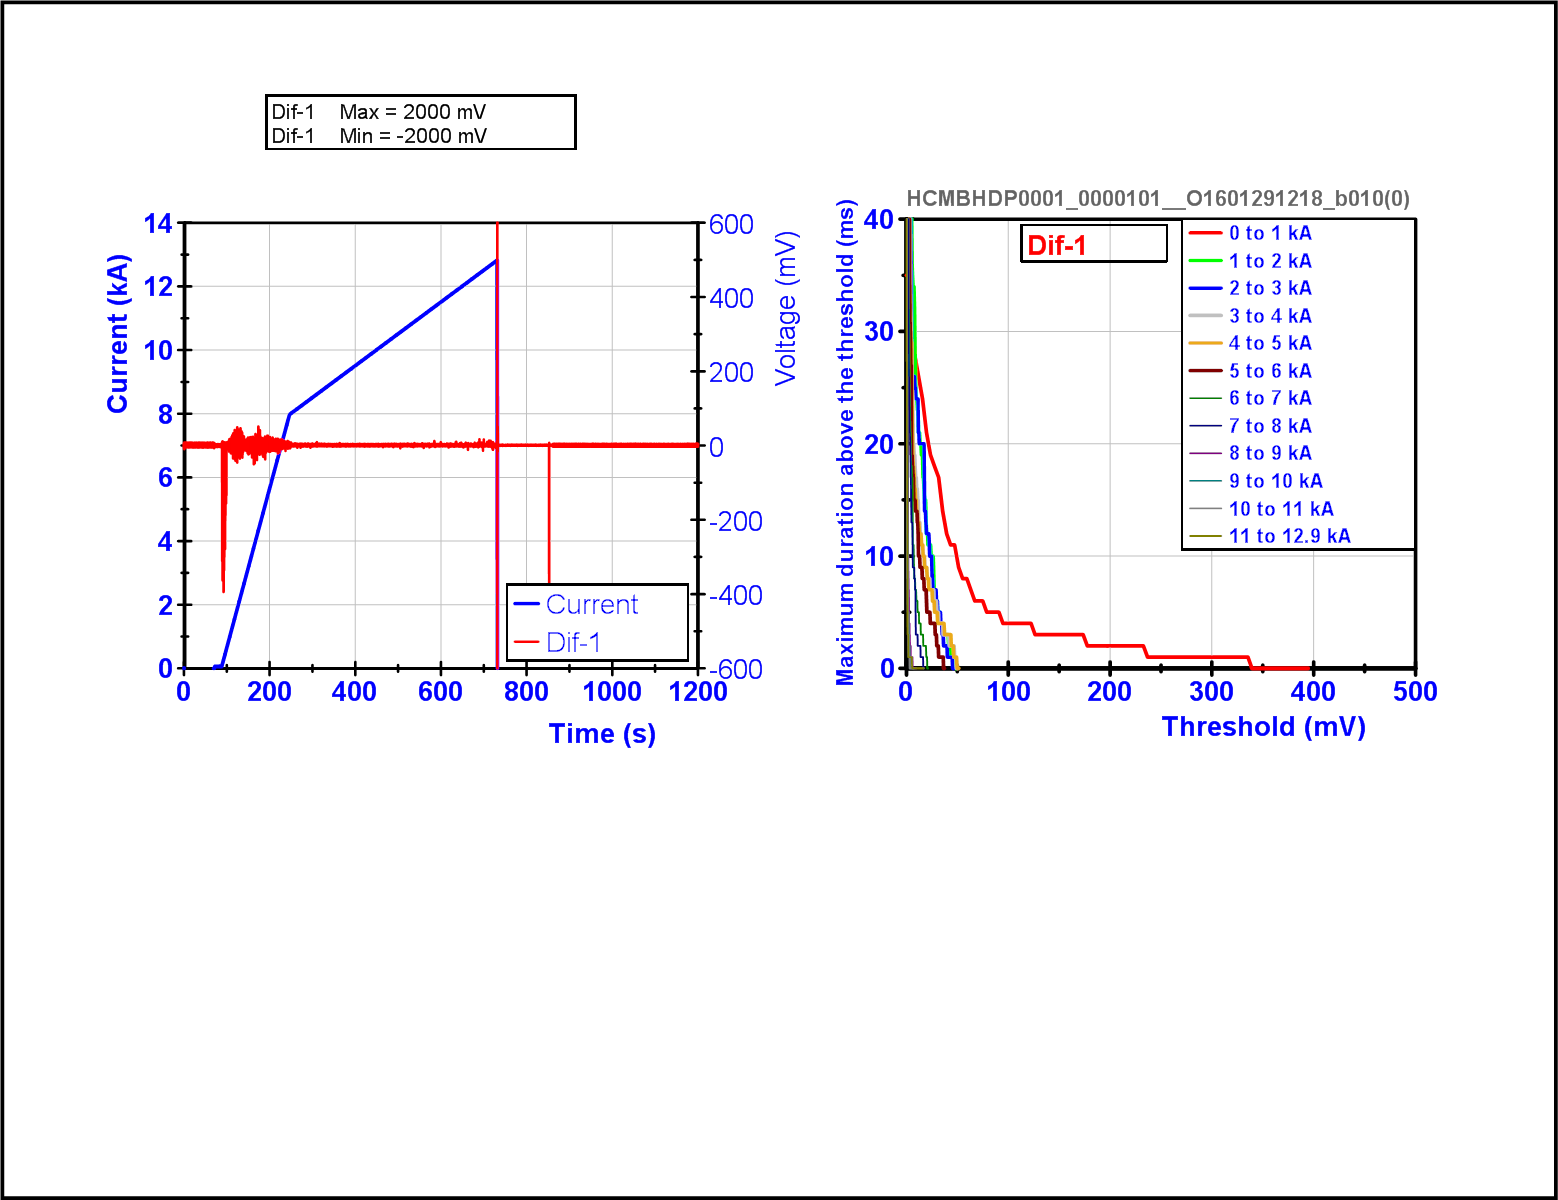 Dif-1 Max = 2000 mV
Dif-1 Min = -2000 mV
14
12
10
8
6
4
2
0
Current (kA)
600
400
200
0
-200
-400
-600
Voltage (mV)
Current
Dif-1
0 200 400 600 800 1000 1200
Time (s)
HCMBHDP0001_0000101__O1601291218_b010(0)
Maximum duration above the threshold (ms)
40
30
20
10
0
Dif-1
0 to 1 kA
1 to 2 kA
2 to 3 kA
3 to 4 kA
4 to 5 kA
5 to 6 kA
6 to 7 kA
7 to 8 kA
8 to 9 kA
9 to 10 kA
10 to 11 kA
11 to 12.9 kA
0 100 200 300 400 500
Threshold (mV)